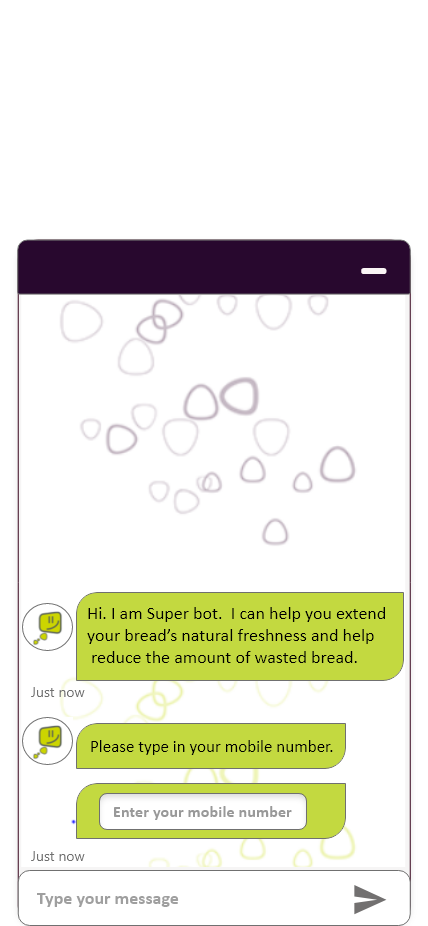 Hi. I am Super bot.  I can help you extend
your bread’s natural freshness and help
reduce the amount of wasted bread.
Just now
Please type in your mobile number.
Enter your mobile number
Just now
Type your message